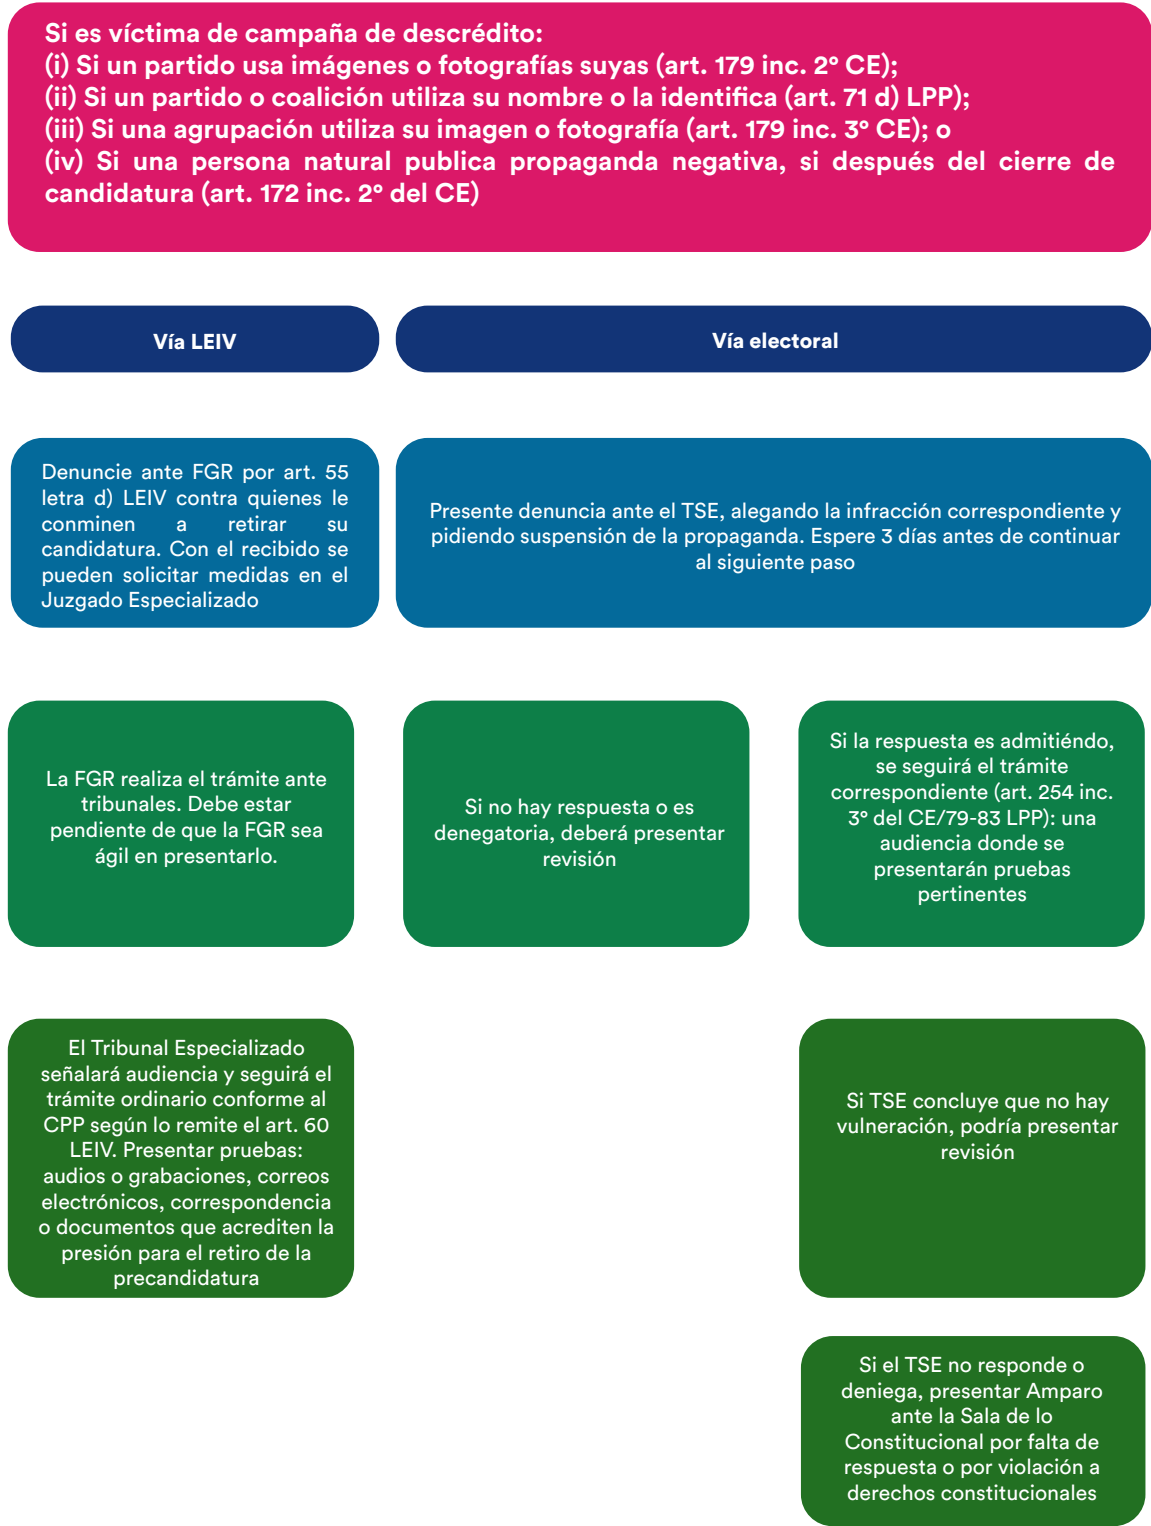 Si es víctima de campaña de descrédito:
(i) Si un partido usa imágenes o fotografías suyas (art. 179 inc. 2° CE);
(ii) Si un partido o coalición utiliza su nombre o la identifica (art. 71 d) LPP);
(iii) Si una agrupación utiliza su imagen o fotografía (art. 179 inc. 3° CE); o
(iv) Si una persona natural publica propaganda negativa, si después del cierre de
candidatura (art. 172 inc. 2° del CE)
Vía LEIV
Vía electoral
Denuncie ante FGR por art. 55
letra d) LEIV contra quienes le
conminen a retirar su
candidatura. Con el recibido se
pueden solicitar medidas en el
Juzgado Especializado
Presente denuncia ante el TSE, alegando la infracción correspondiente y
pidiendo suspensión de la propaganda. Espere 3 días antes de continuar
al siguiente paso
La FGR realiza el trámite ante
tribunales. Debe estar
pendiente de que la FGR sea
ágil en presentarlo.
Si no hay respuesta o es
denegatoria, deberá presentar
revisión
Si la respuesta es admitiéndo,
se seguirá el trámite
correspondiente (art. 254 inc.
3° del CE/79-83 LPP): una
audiencia donde se
presentarán pruebas
pertinentes
El Tribunal Especializado
señalará audiencia y seguirá el
trámite ordinario conforme al
CPP según lo remite el art. 60
LEIV. Presentar pruebas:
audios o grabaciones, correos
electrónicos, correspondencia
o documentos que acrediten la
presión para el retiro de la
precandidatura
Si TSE concluye que no hay
vulneración, podría presentar
revisión
Si el TSE no responde o
deniega, presentar Amparo
ante la Sala de lo
Constitucional por falta de
respuesta o por violación a
derechos constitucionales